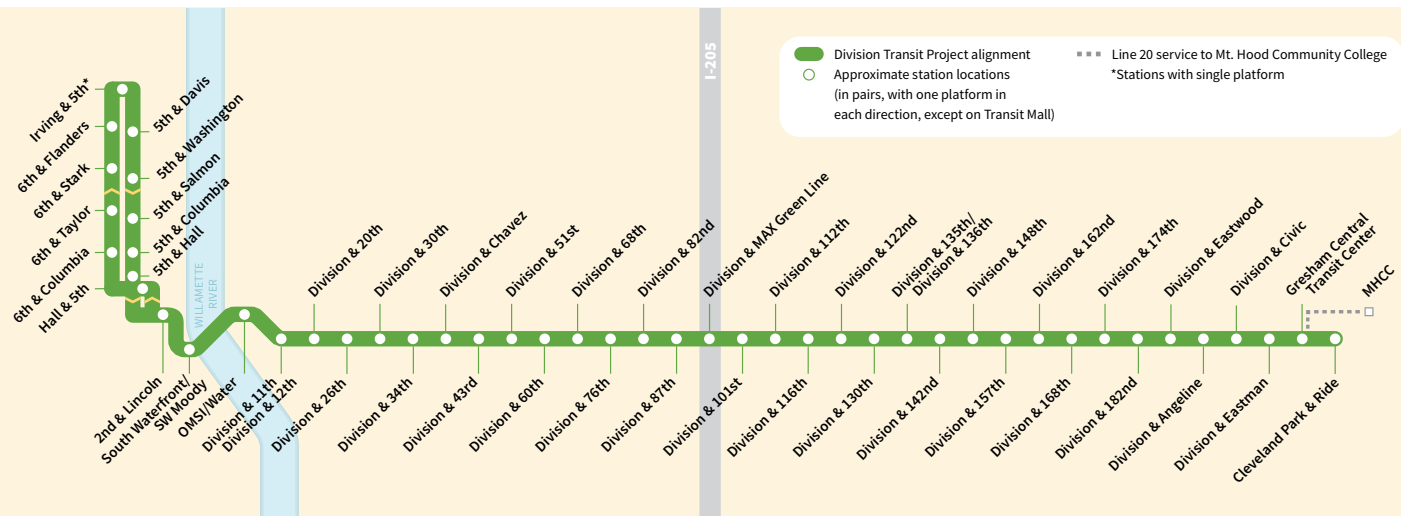 I-205
Division Transit Project alignment
Approximate station locations
(in pairs, with one platform in
each direction, except on Transit Mall)
Line 20 service to Mt. Hood Community College
*Stations with single platform
Irving & 5th*
6th & Flanders
6th & Stark
6th & Taylor
6th & Columbia
Hall & 5th
5th & Davis
5th & Washington
5th & Salmon
5th & Columbia
5th & Hall
WILLAMETTE
RIVER
2nd & Lincoln
South Waterfront/
SW Moody
OMSI/Water
Division & 11th
Division & 12th
Division & 20th
Division & 26th
Division & 30th
Division & 34th
Division & Chavez
Division & 43rd
Division & 51st
Division & 60th
Division & 68th
Division & 76th
Division & 82nd
Division & 87th
Division & MAX Green Line
Division & 101st
Division & 112th
Division & 116th
Division & 122nd
Division & 130th
Division & 135th/
Division & 136th
Division & 142nd
Division & 148th
Division & 157th
Division & 162nd
Division & 168th
Division & 174th
Division & 182nd
Division & Eastwood
Division & Angeline
Division & Civic
Division & Eastman
Gresham Central
Transit Center
Cleveland Park & Ride
MHCC